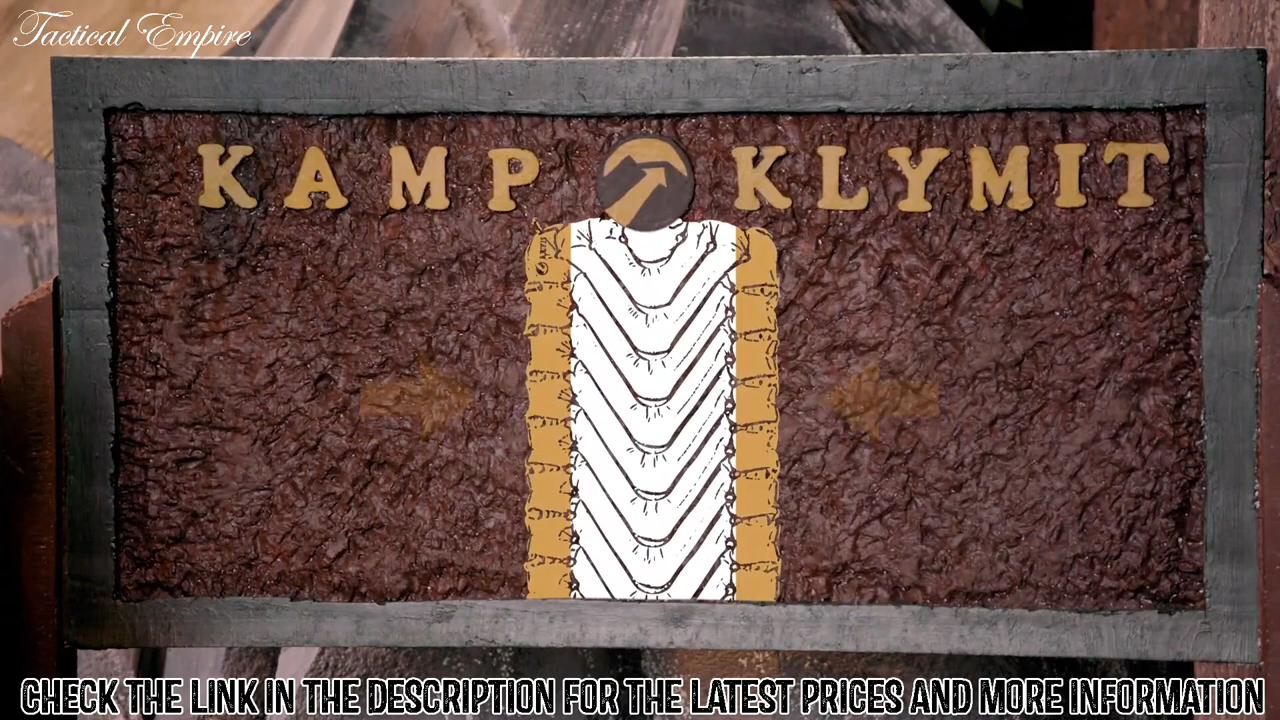 Tactical Empire
KAMP KLYMIT
CHECK THE LINK IN THE DESCRIPTION FOR THE LATEST PRICES AND MORE INFORMATION